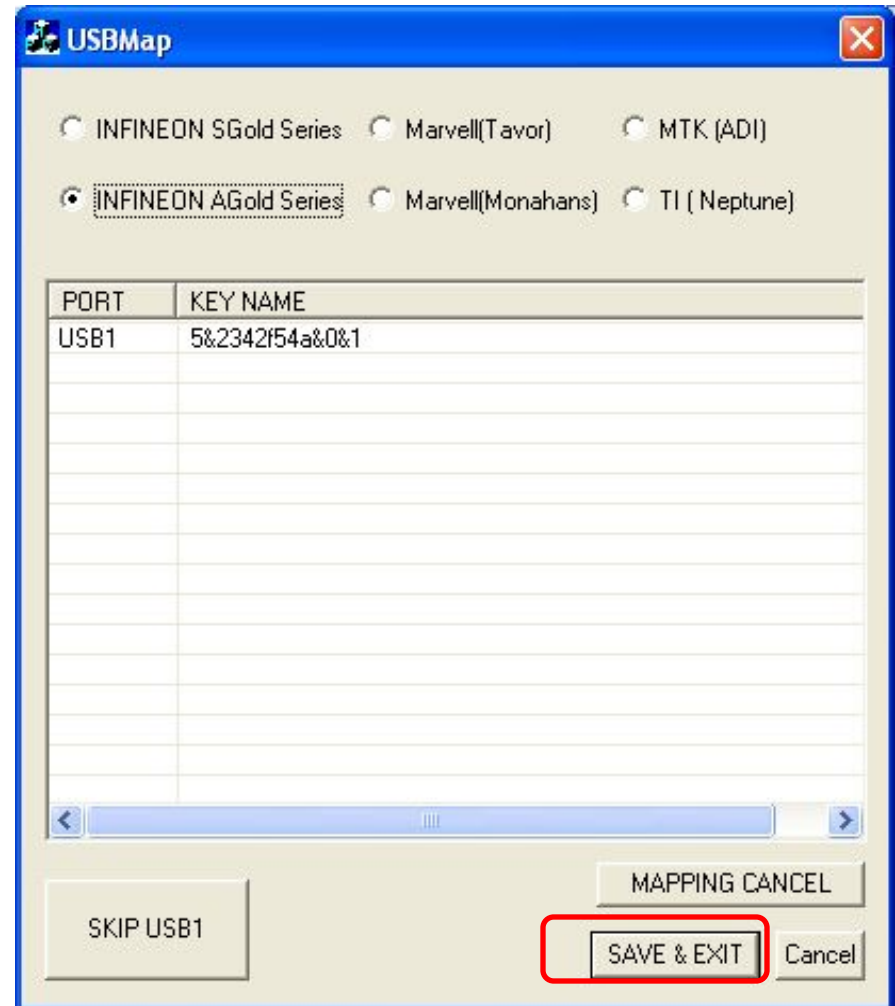 USBMap
INFINEON SGold Series Marvell(Tavor) MTK (ADI)
INFINEON AGold Series Marvell(Monahans) TI ( Neptune)
PORT KEY NAME
USB1 5&2342f54a&0&1
MAPPING CANCEL
SKIP USB1
SAVE & EXIT Cancel